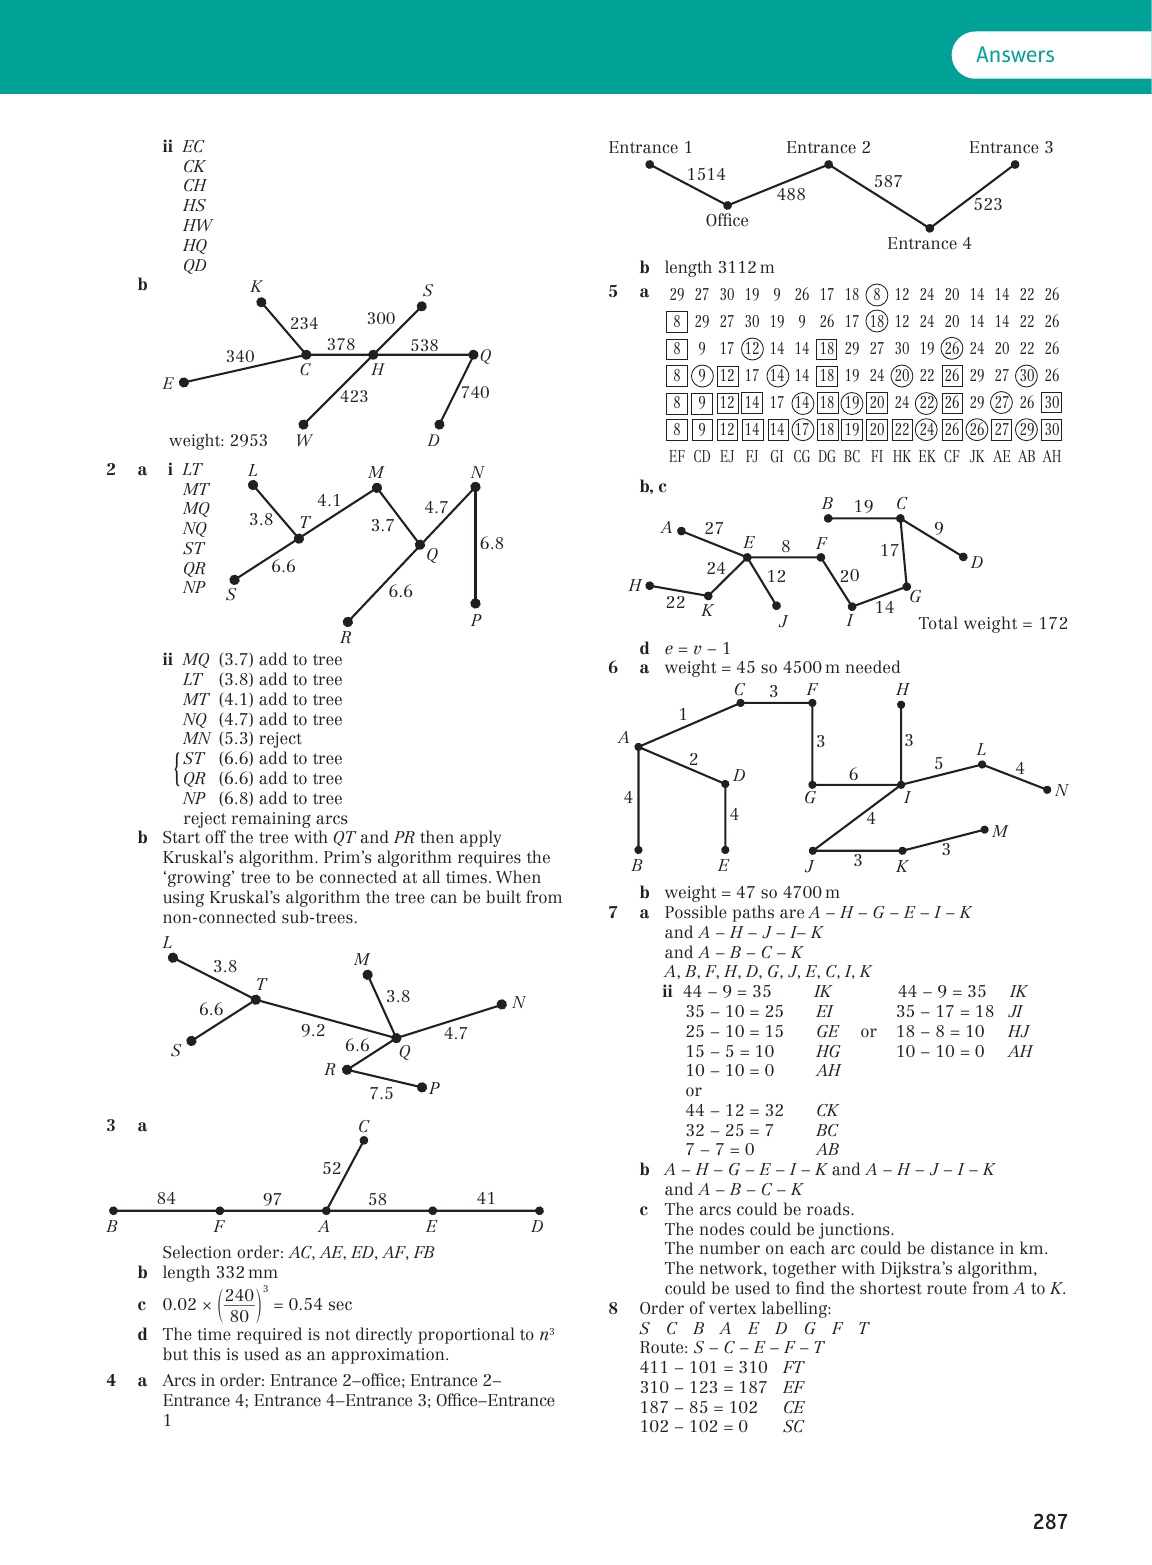 Answers
ii EC
CK
CH
HS
HW
HQ
QD
b
K
S
234
300
378
538
340
Q
E
C
H
423
740
weight: 2953
W
D
2 a i LT
MT
MQ
NQ
ST
QR
NP
L
M
N
4.1
4.7
3.8
T
3.7
6.8
Q
6.6
S
6.6
P
R
ii MQ (3.7) add to tree
LT (3.8) add to tree
MT (4.1) add to tree
NQ (4.7) add to tree
MN (5.3) reject
ST (6.6) add to tree
QR (6.6) add to tree
NP (6.8) add to tree
reject remaining arcs
b Start off the tree with QT and PR then apply
Kruskal’s algorithm. Prim’s algorithm requires the
‘growing’ tree to be connected at all times. When
using Kruskal’s algorithm the tree can be built from
non-connected sub-trees.
L
M
3.8
T
3.8
N
6.6
9.2
4.7
6.6
S
Q
R
P
7.5
3 a
C
52
84 97 58 41
B F A E D
Selection order: AC, AE, ED, AF, FB
b length 332 mm
c 0.02 × (240/80)³ = 0.54 sec
d The time required is not directly proportional to n³
but this is used as an approximation.
4 a Arcs in order: Entrance 2–office; Entrance 2–
Entrance 4; Entrance 4–Entrance 3; Office–Entrance
1
Entrance 1 Entrance 2 Entrance 3
1514
587
488
523
Office
Entrance 4
b length 3112 m
5 a 29 27 30 19 9 26 17 18 8 12 24 20 14 14 22 26
8 29 27 30 19 9 26 17 18 12 24 20 14 14 22 26
8 9 17 12 14 14 18 29 27 30 19 26 24 20 22 26
8 9 12 17 14 14 18 19 24 20 22 26 29 27 30 26
8 9 12 14 17 14 18 19 20 24 22 26 29 27 26 30
8 9 12 14 14 17 18 19 20 22 24 26 26 27 29 30
EF CD EJ FJ GI CG DG BC FI HK EK CF JK AE AB AH
b, c
B 19 C
A 27
9
E 8 F
17
D
24
12
20
H
G
22
K
J
I
14
Total weight = 172
d e = v – 1
6 a weight = 45 so 4500 m needed
C 3 F
H
1
A
3
3
2
L
5
D
6
4
N
G
I
4
4
4
M
3
3
B
E
J
K
b weight = 47 so 4700 m
7 a Possible paths are A – H – G – E – I – K
and A – H – J – I– K
and A – B – C – K
A, B, F, H, D, G, J, E, C, I, K
ii 44 – 9 = 35 IK 44 – 9 = 35 IK
35 – 10 = 25 EI 35 – 17 = 18 JI
25 – 10 = 15 GE or 18 – 8 = 10 HJ
15 – 5 = 10 HG 10 – 10 = 0 AH
10 – 10 = 0 AH
or
44 – 12 = 32 CK
32 – 25 = 7 BC
7 – 7 = 0 AB
b A – H – G – E – I – K and A – H – J – I – K
and A – B – C – K
c The arcs could be roads.
The nodes could be junctions.
The number on each arc could be distance in km.
The network, together with Dijkstra’s algorithm,
could be used to find the shortest route from A to K.
8 Order of vertex labelling:
S C B A E D G F T
Route: S – C – E – F – T
411 – 101 = 310 FT
310 – 123 = 187 EF
187 – 85 = 102 CE
102 – 102 = 0 SC
287